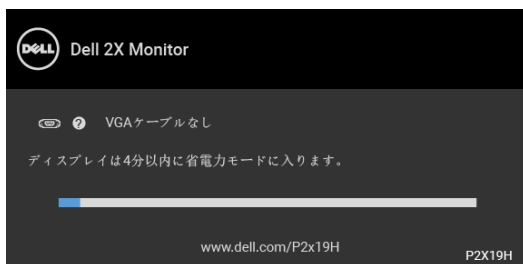 DELL
Dell 2X Monitor
VGAケーブルなし
ディスプレイは4分以内に省電力モードに入ります。
www.dell.com/P2x19H
P2X19H